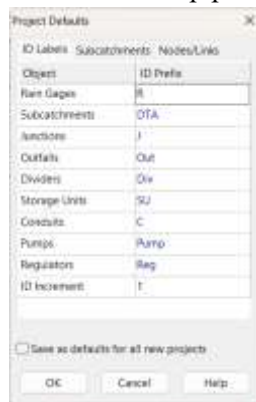 Project Defaults
ID Labels Subcatchments Nodes/Links
Object ID Prefix
Rain Gages R
Subcatchments DTA
Junctions J
Outfalls Out
Dividers Div
Storage Units SU
Conduits C
Pumps Pump
Regulators Reg
ID Increment 1
Save as defaults for all new projects
OK Cancel Help